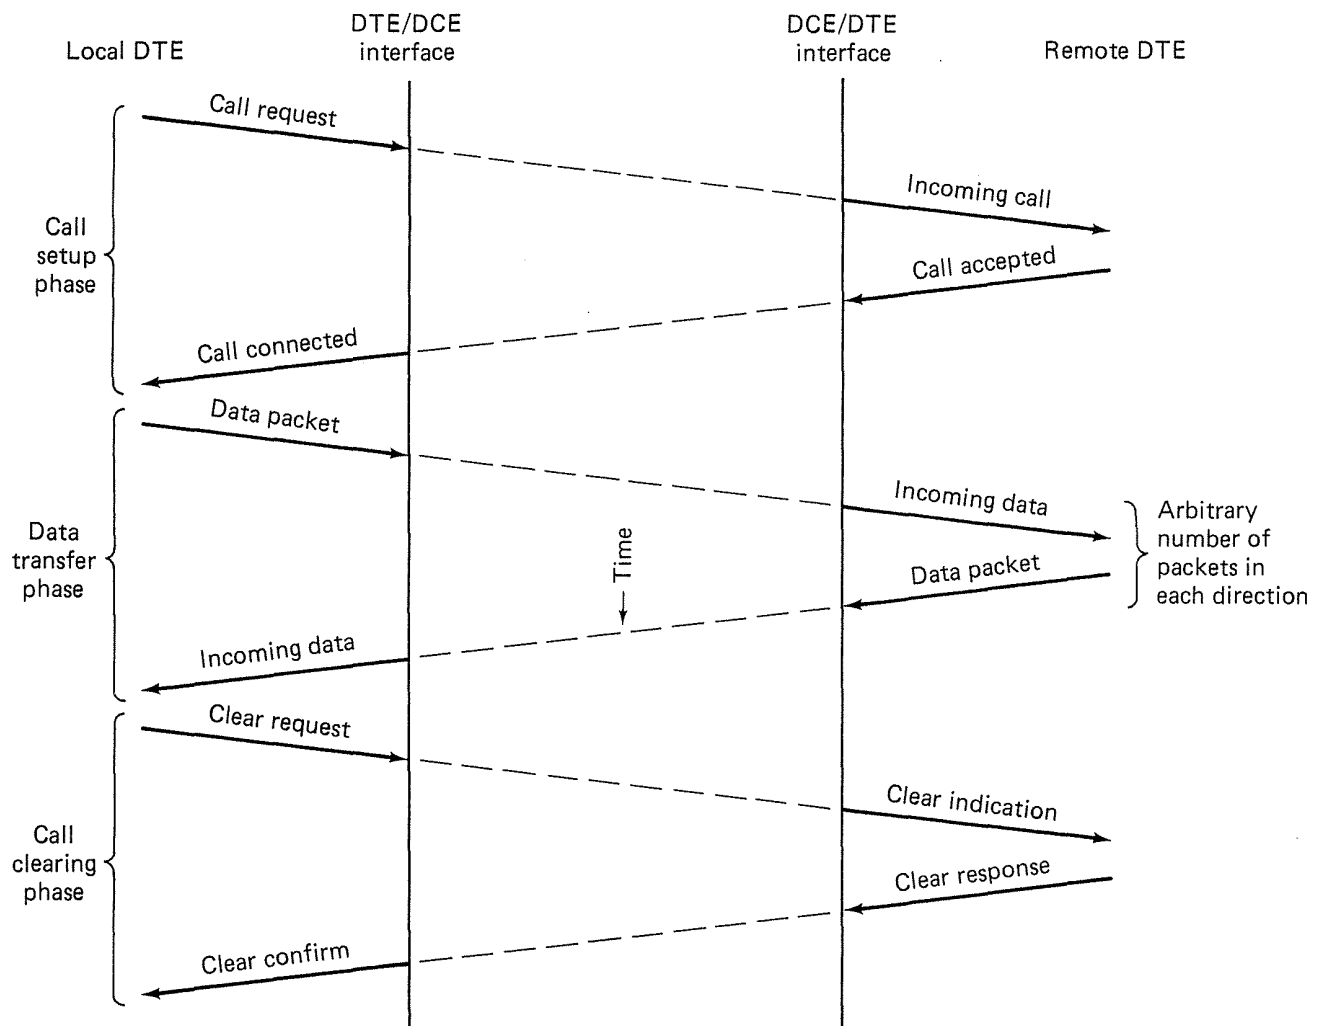 Local DTE
DTE/DCE
interface
DCE/DTE
interface
Remote DTE
Call request
Incoming call
Call
setup
phase
Call accepted
Call connected
Data packet
Incoming data
Arbitrary
number of
packets in
each direction
Data
transfer
phase
Time
Data packet
Incoming data
Clear request
Clear indication
Call
clearing
phase
Clear response
Clear confirm